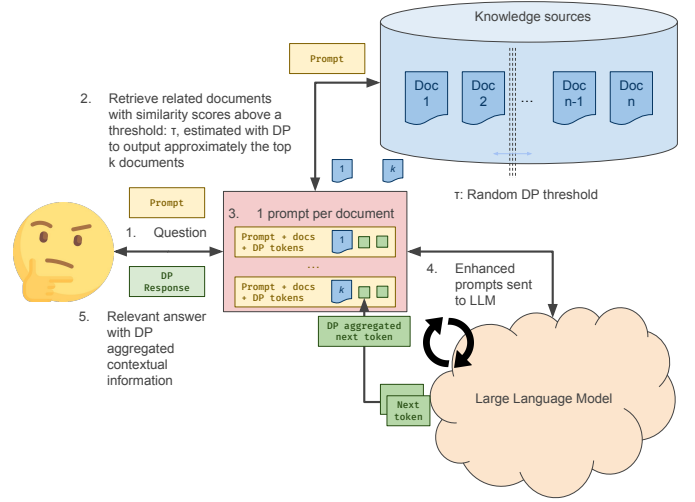 Knowledge sources
Prompt
Doc
1
Doc
2
...
Doc
n-1
Doc
n
2. Retrieve related documents
with similarity scores above a
threshold: τ, estimated with DP
to output approximately the top
k documents
1
k
τ: Random DP threshold
Prompt
1. Question
DP
Response
3. 1 prompt per document
Prompt + docs
+ DP tokens
1
...
Prompt + docs
+ DP tokens
k
4. Enhanced
prompts sent
to LLM
5. Relevant answer
with DP
aggregated
contextual
information
DP aggregated
next token
Next
token
Large Language Model